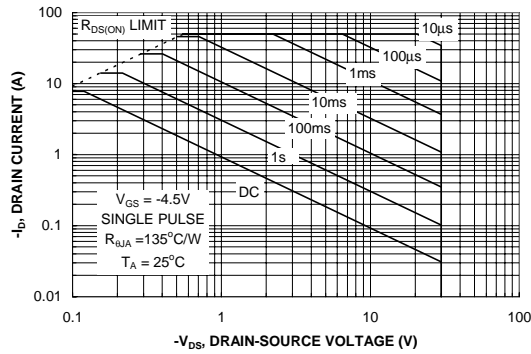 100
10
1
0.1
0.01
-I_D, DRAIN CURRENT (A)
R_DS(ON) LIMIT
10μs
100μs
1ms
10ms
100ms
1s
DC
V_GS = -4.5V
SINGLE PULSE
R_θJA =135°C/W
T_A = 25°C
0.1
1
10
100
-V_DS, DRAIN-SOURCE VOLTAGE (V)